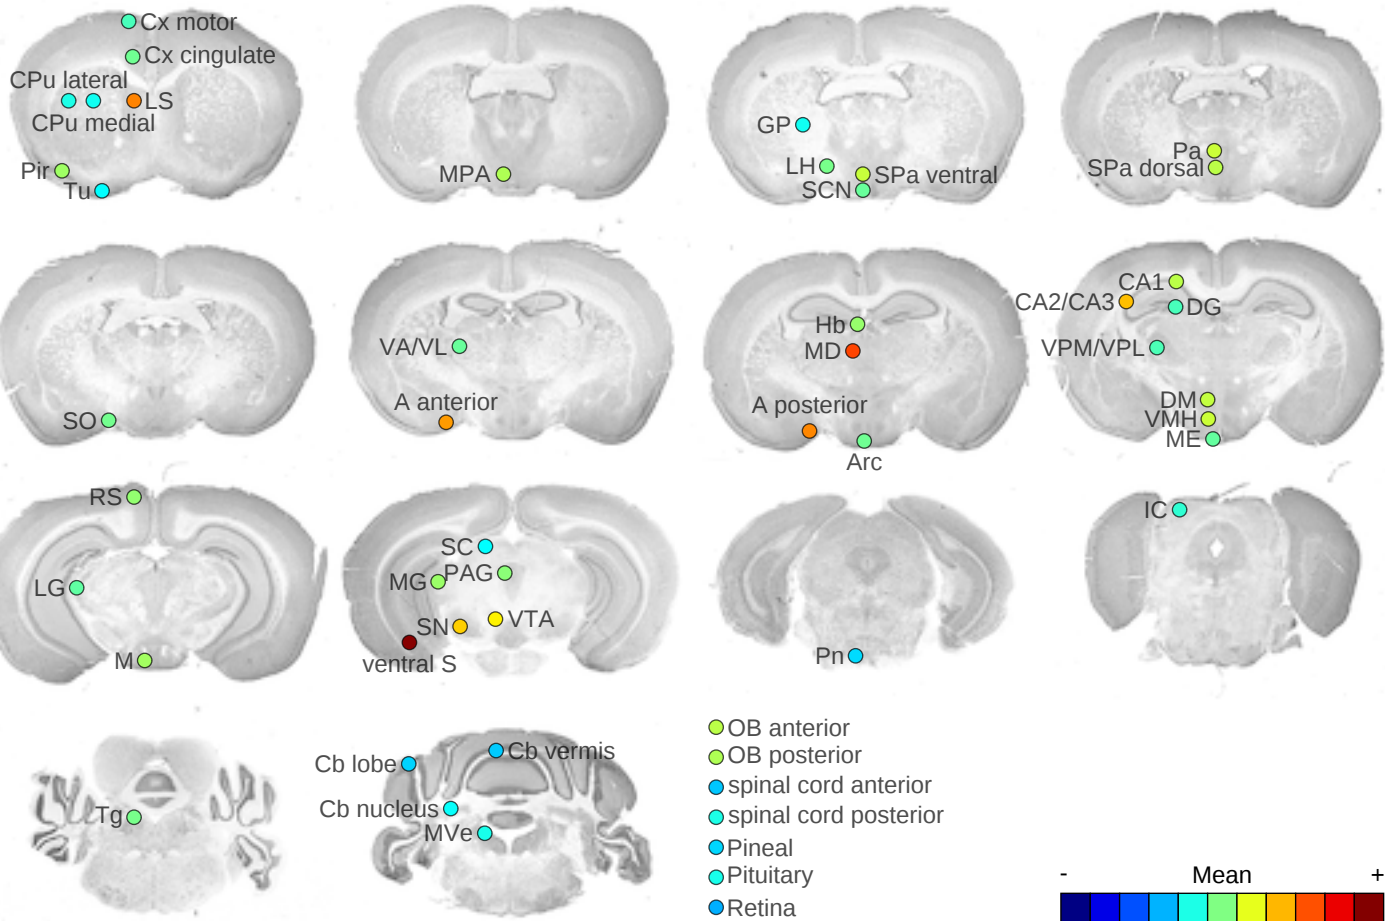 Cx motor
Cx cingulate
CPu lateral
LS
CPu medial
Pir
Tu
MPA
GP
LH
SPa ventral
SCN
Pa
SPa dorsal
SO
VA/VL
A anterior
Hb
MD
A posterior
Arc
CA1
CA2/CA3
DG
VPM/VPL
DM
VMH
ME
RS
LG
M
SC
MG
PAG
SN
VTA
ventral S
Pn
IC
Tg
Cb lobe
Cb vermis
Cb nucleus
MVe
OB anterior
OB posterior
spinal cord anterior
spinal cord posterior
Pineal
Pituitary
Retina
- Mean +